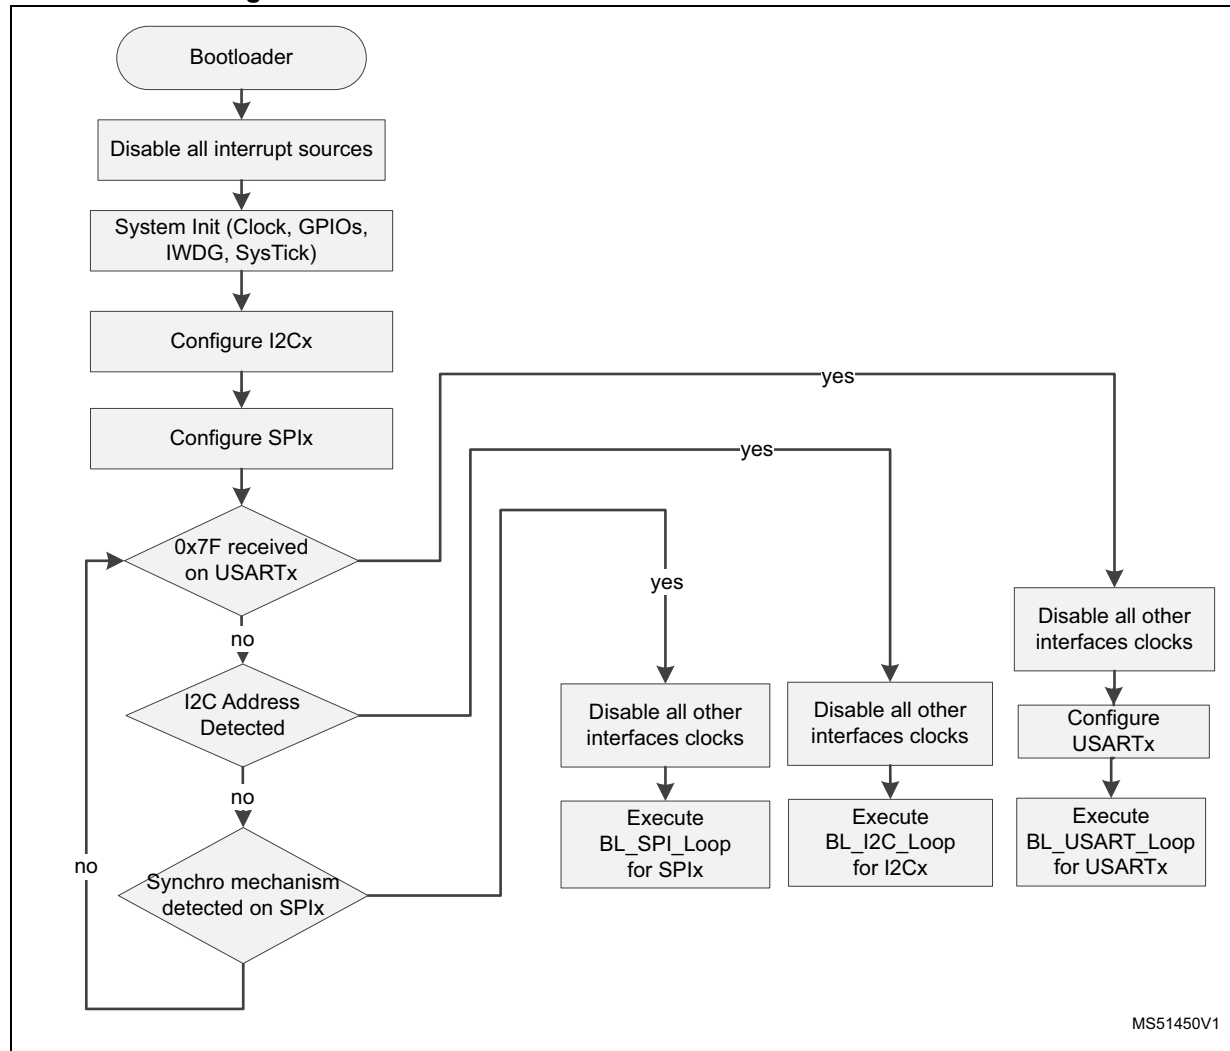 Bootloader
Disable all interrupt sources
System Init (Clock, GPIOs,
IWDG, SysTick)
Configure I2Cx
Configure SPIx
0x7F received
on USARTx
yes
no
I2C Address
Detected
yes
no
Synchro mechanism
detected on SPIx
yes
no
Disable all other
interfaces clocks
Execute
BL_SPI_Loop
for SPIx
Disable all other
interfaces clocks
Execute
BL_I2C_Loop
for I2Cx
Disable all other
interfaces clocks
Configure
USARTx
Execute
BL_USART_Loop
for USARTx
MS51450V1